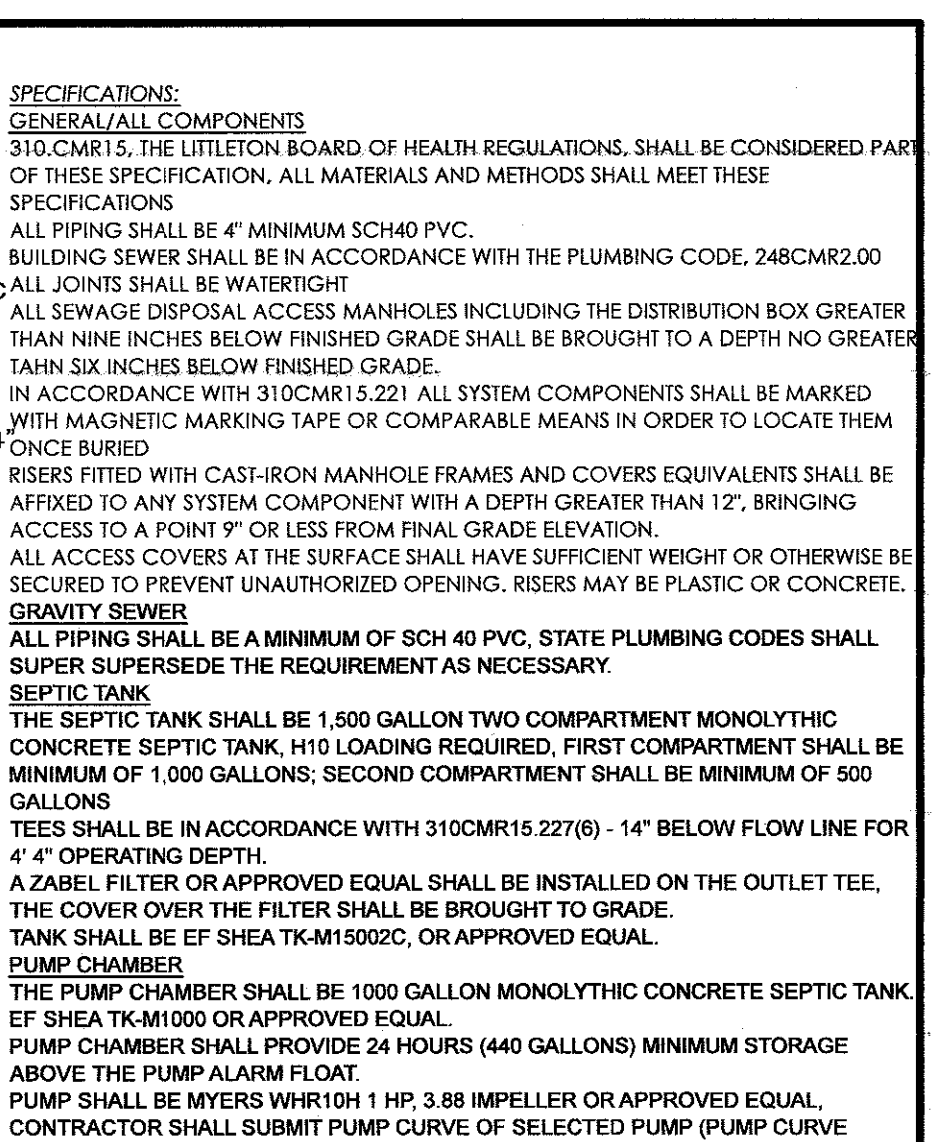 SPECIFICATIONS:
GENERAL/ALL COMPONENTS
310.CMR15, THE LITTLETON BOARD OF HEALTH REGULATIONS, SHALL BE CONSIDERED PART
OF THESE SPECIFICATION, ALL MATERIALS AND METHODS SHALL MEET THESE
SPECIFICATIONS
ALL PIPING SHALL BE 4" MINIMUM SCH40 PVC.
BUILDING SEWER SHALL BE IN ACCORDANCE WITH THE PLUMBING CODE, 248CMR2.00
ALL JOINTS SHALL BE WATERTIGHT
ALL SEWAGE DISPOSAL ACCESS MANHOLES INCLUDING THE DISTRIBUTION BOX GREATER
THAN NINE INCHES BELOW FINISHED GRADE SHALL BE BROUGHT TO A DEPTH NO GREATER
TAHN SIX INCHES BELOW FINISHED GRADE.
IN ACCORDANCE WITH 310CMR15.221 ALL SYSTEM COMPONENTS SHALL BE MARKED
WITH MAGNETIC MARKING TAPE OR COMPARABLE MEANS IN ORDER TO LOCATE THEM
ONCE BURIED
RISERS FITTED WITH CAST-IRON MANHOLE FRAMES AND COVERS EQUIVALENTS SHALL BE
AFFIXED TO ANY SYSTEM COMPONENT WITH A DEPTH GREATER THAN 12", BRINGING
ACCESS TO A POINT 9" OR LESS FROM FINAL GRADE ELEVATION.
ALL ACCESS COVERS AT THE SURFACE SHALL HAVE SUFFICIENT WEIGHT OR OTHERWISE BE
SECURED TO PREVENT UNAUTHORIZED OPENING. RISERS MAY BE PLASTIC OR CONCRETE.
GRAVITY SEWER
ALL PIPING SHALL BE A MINIMUM OF SCH 40 PVC, STATE PLUMBING CODES SHALL
SUPER SUPERSEDE THE REQUIREMENT AS NECESSARY.
SEPTIC TANK
THE SEPTIC TANK SHALL BE 1,500 GALLON TWO COMPARTMENT MONOLYTHIC
CONCRETE SEPTIC TANK, H10 LOADING REQUIRED, FIRST COMPARTMENT SHALL BE
MINIMUM OF 1,000 GALLONS; SECOND COMPARTMENT SHALL BE MINIMUM OF 500
GALLONS
TEES SHALL BE IN ACCORDANCE WITH 310CMR15.227(6) - 14" BELOW FLOW LINE FOR
4' 4" OPERATING DEPTH.
A ZABEL FILTER OR APPROVED EQUAL SHALL BE INSTALLED ON THE OUTLET TEE,
THE COVER OVER THE FILTER SHALL BE BROUGHT TO GRADE.
TANK SHALL BE EF SHEA TK-M15002C, OR APPROVED EQUAL.
PUMP CHAMBER
THE PUMP CHAMBER SHALL BE 1000 GALLON MONOLYTHIC CONCRETE SEPTIC TANK.
EF SHEA TK-M1000 OR APPROVED EQUAL.
PUMP CHAMBER SHALL PROVIDE 24 HOURS (440 GALLONS) MINIMUM STORAGE
ABOVE THE PUMP ALARM FLOAT.
PUMP SHALL BE MYERS WHR10H 1 HP, 3.88 IMPELLER OR APPROVED EQUAL,
CONTRACTOR SHALL SUBMIT PUMP CURVE OF SELECTED PUMP (PUMP CURVE